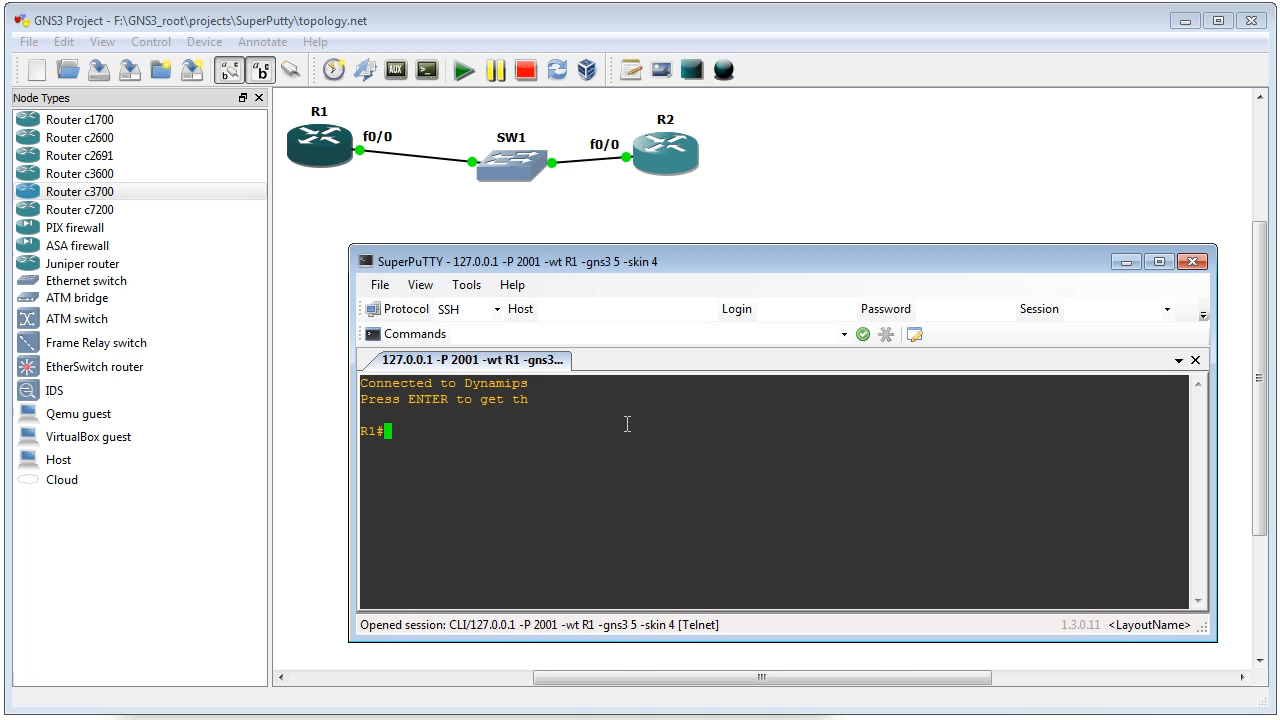 GNS3 Project - F:\GNS3_root\projects\SuperPutty\topology.net
File Edit View Control Device Annotate Help
AUX
Node Types
Router c1700
Router c2600
Router c2691
Router c3600
Router c3700
Router c7200
PIX firewall
ASA firewall
Juniper router
Ethernet switch
ATM bridge
ATM switch
Frame Relay switch
EtherSwitch router
IDS
Qemu guest
VirtualBox guest
Host
Cloud
R1
f0/0
SW1
f0/0
R2
SuperPuTTY - 127.0.0.1 -P 2001 -wt R1 -gns3 5 -skin 4
File View Tools Help
Protocol SSH Host Login Password Session
Commands
127.0.0.1 -P 2001 -wt R1 -gns3...
Connected to Dynamips
Press ENTER to get th
R1#
Opened session: CLI/127.0.0.1 -P 2001 -wt R1 -gns3 5 -skin 4 [Telnet] 1.3.0.11 <LayoutName>